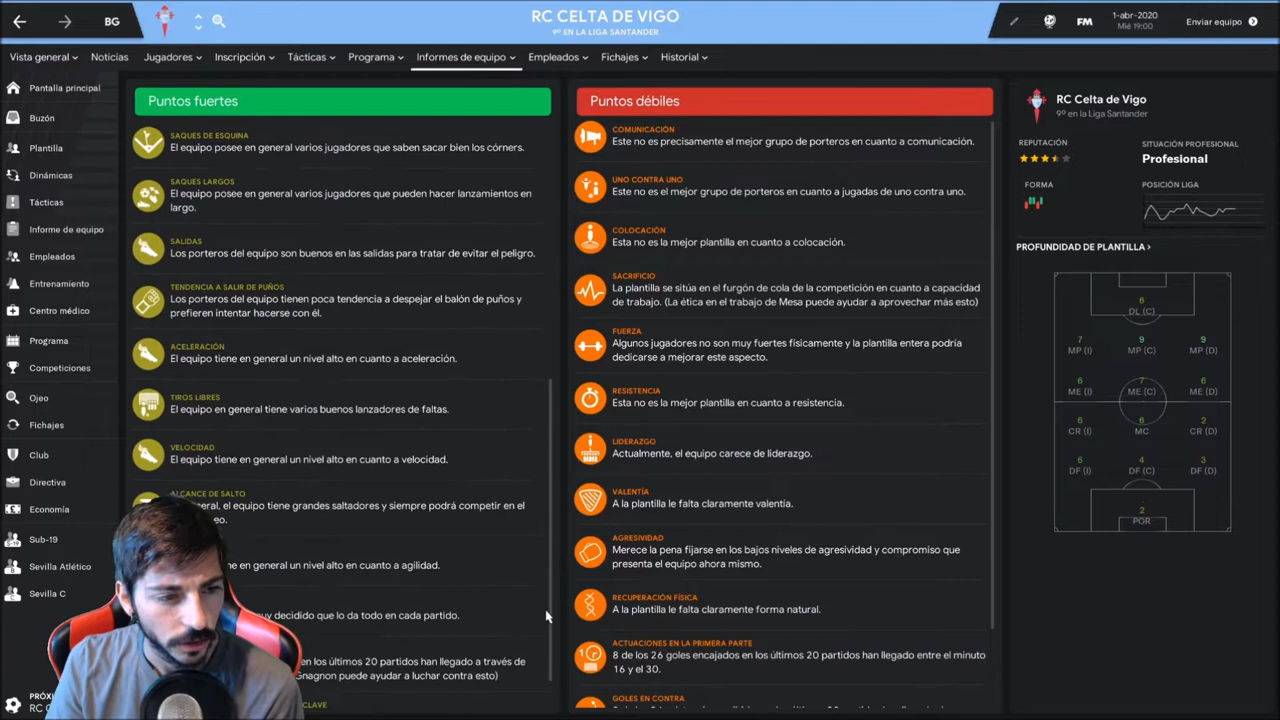 BG
RC CELTA DE VIGO
9º EN LA LIGA SANTANDER
FM
1-abr-2020
Mié 19:00
Enviar equipo
Vista general
Noticias
Jugadores
Inscripción
Tácticas
Programa
Informes de equipo
Empleados
Fichajes
Historial
Pantalla principal
Buzón
Plantilla
Dinámicas
Tácticas
Informe de equipo
Empleados
Entrenamiento
Centro médico
Programa
Competiciones
Ojeo
Fichajes
Club
Directiva
Economía
Sub-19
Sevilla Atlético
Sevilla C
PRÓXI
RC C
Puntos fuertes
SAQUES DE ESQUINA
El equipo posee en general varios jugadores que saben sacar bien los córners.
SAQUES LARGOS
El equipo posee en general varios jugadores que pueden hacer lanzamientos en
largo.
SALIDAS
Los porteros del equipo son buenos en las salidas para tratar de evitar el peligro.
TENDENCIA A SALIR DE PUÑOS
Los porteros del equipo tienen poca tendencia a despejar el balón de puños y
prefieren intentar hacerse con él.
ACELERACIÓN
El equipo tiene en general un nivel alto en cuanto a aceleración.
TIROS LIBRES
El equipo en general tiene varios buenos lanzadores de faltas.
VELOCIDAD
El equipo tiene en general un nivel alto en cuanto a velocidad.
ALCANCE DE SALTO
eneral, el equipo tiene grandes saltadores y siempre podrá competir en el
eo.
ne en general un nivel alto en cuanto a agilidad.
uy decidido que lo da todo en cada partido.
en los últimos 20 partidos han llegado a través de
Gnagnon puede ayudar a luchar contra esto)
CLAVE
Puntos débiles
COMUNICACIÓN
Este no es precisamente el mejor grupo de porteros en cuanto a comunicación.
UNO CONTRA UNO
Este no es el mejor grupo de porteros en cuanto a jugadas de uno contra uno.
COLOCACIÓN
Esta no es la mejor plantilla en cuanto a colocación.
SACRIFICIO
La plantilla se sitúa en el furgón de cola de la competición en cuanto a capacidad
de trabajo. (La ética en el trabajo de Mesa puede ayudar a aprovechar más esto)
FUERZA
Algunos jugadores no son muy fuertes físicamente y la plantilla entera podría
dedicarse a mejorar este aspecto.
RESISTENCIA
Esta no es la mejor plantilla en cuanto a resistencia.
LIDERAZGO
Actualmente, el equipo carece de liderazgo.
VALENTÍA
A la plantilla le falta claramente valentía.
AGRESIVIDAD
Merece la pena fijarse en los bajos niveles de agresividad y compromiso que
presenta el equipo ahora mismo.
RECUPERACIÓN FÍSICA
A la plantilla le falta claramente forma natural.
ACTUACIONES EN LA PRIMERA PARTE
8 de los 26 goles encajados en los últimos 20 partidos han llegado entre el minuto
16 y el 30.
GOLES EN CONTRA
RC Celta de Vigo
9º en la Liga Santander
REPUTACIÓN
SITUACIÓN PROFESIONAL
Profesional
FORMA
POSICIÓN LIGA
PROFUNDIDAD DE PLANTILLA >
6
DL (C)
7 9 9
MP (I) MP (C) MP (D)
6 7 6
ME (I) ME (C) ME (D)
6 6 2
CR (I) MC CR (D)
6 4 3
DF (I) DF (C) DF (D)
2
POR